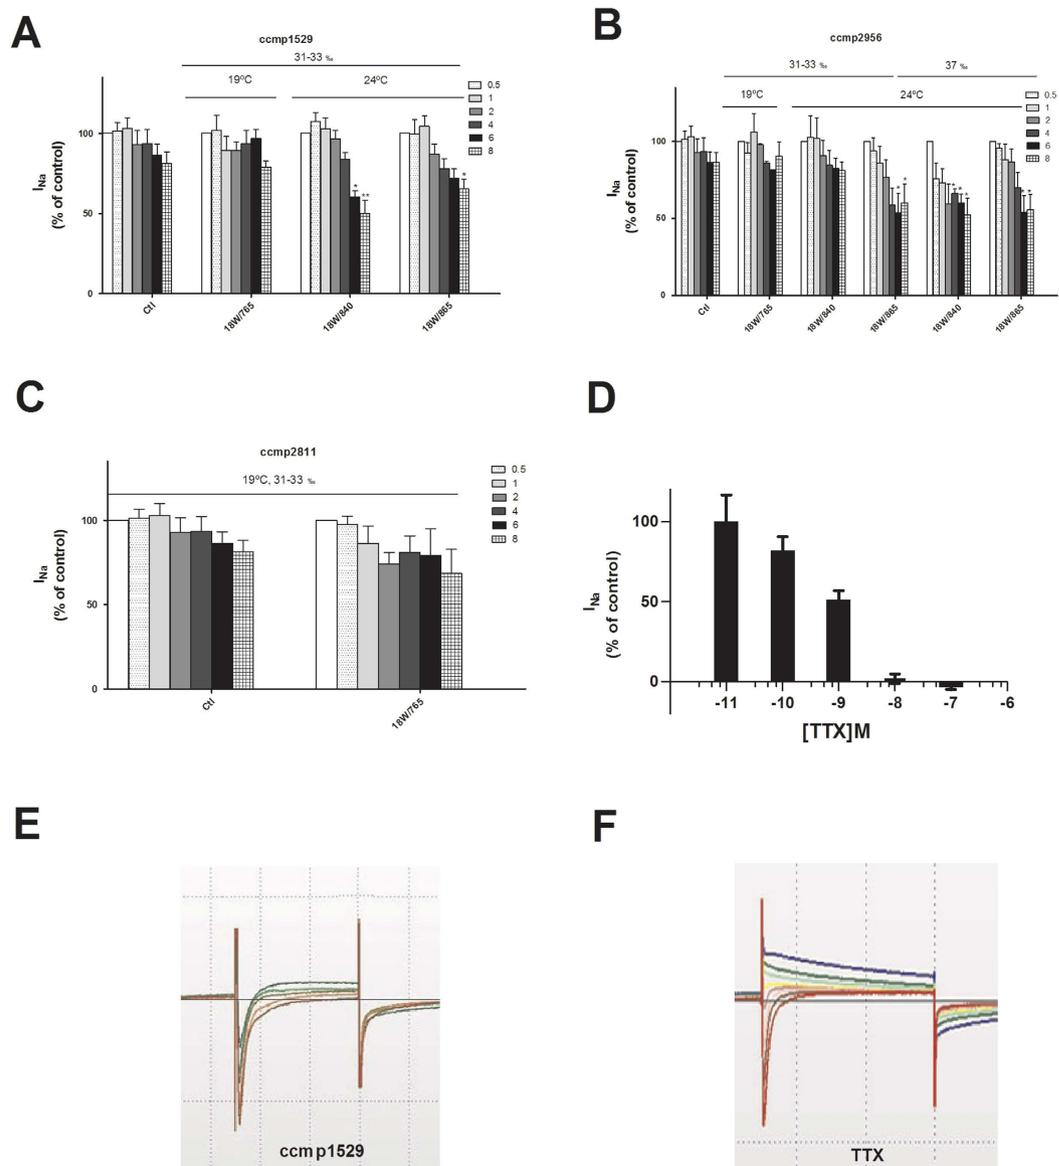 A
ccmp1529
31-33 ‰
19ºC
24ºC
0.5
1
2
4
6
8
I Na
(% of control)
100
50
0
*
**
*
Ctl
18W/765
18W/840
18W/865
B
ccmp2956
31-33 ‰
37 ‰
19ºC
24ºC
0.5
1
2
4
6
8
I Na
(% of control)
100
50
0
*
*
*
*
*
*
*
Ctl
18W/765
18W/840
18W/865
18W/840
18W/865
C
ccmp2811
19ºC, 31-33 ‰
0.5
1
2
4
6
8
I Na
(% of control)
100
50
0
Ctl
18W/765
D
I Na
(% of control)
100
50
0
-11
-10
-9
-8
-7
-6
[TTX]M
E
ccmp1529
F
TTX